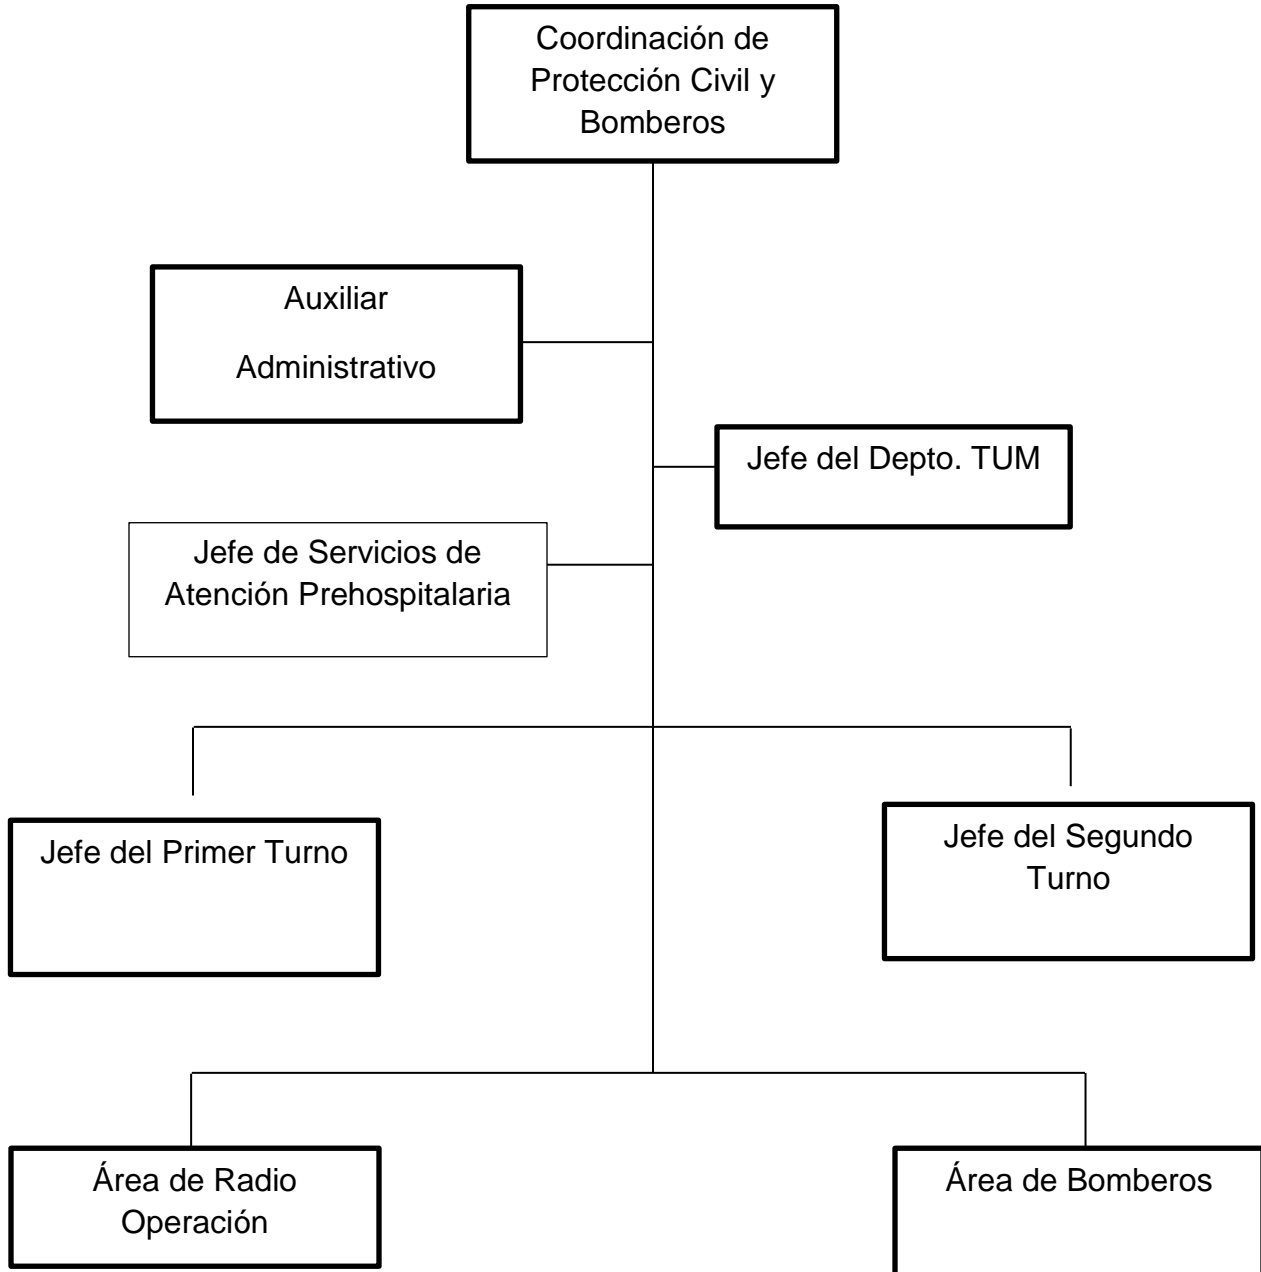 Coordinación de
Protección Civil y
Bomberos
Auxiliar
Administrativo
Jefe del Depto. TUM
Jefe de Servicios de
Atención Prehospitalaria
Jefe del Primer Turno
Jefe del Segundo
Turno
Área de Radio
Operación
Área de Bomberos